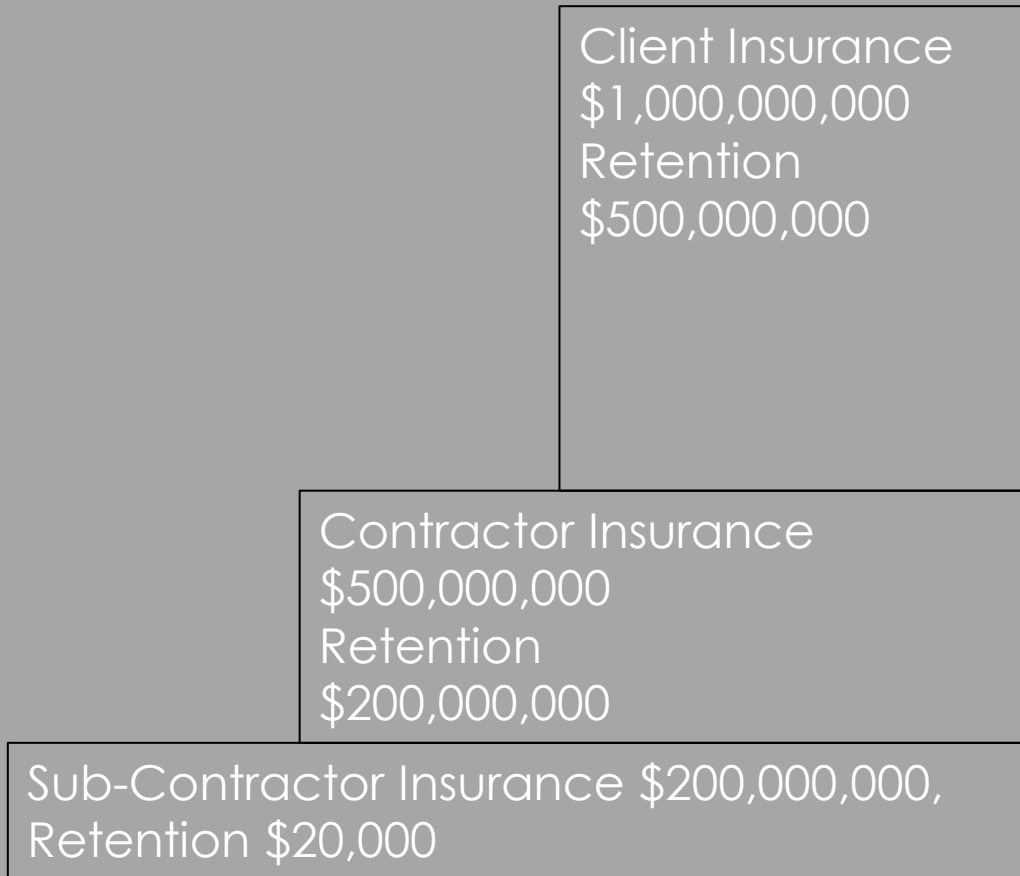 Client Insurance
$1,000,000,000
Retention
$500,000,000
Contractor Insurance
$500,000,000
Retention
$200,000,000
Sub-Contractor Insurance $200,000,000,
Retention $20,000